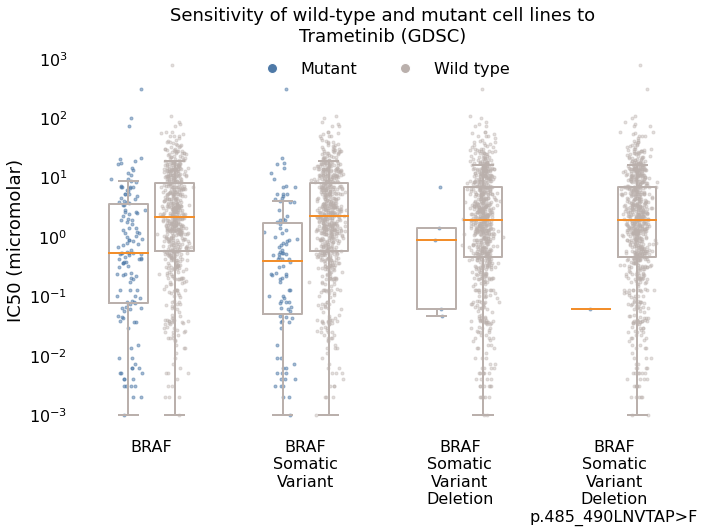 Sensitivity of wild-type and mutant cell lines to
Trametinib (GDSC)
Mutant
Wild type
IC50 (micromolar)
10³
10²
10¹
10⁰
10⁻¹
10⁻²
10⁻³
BRAF
BRAF
Somatic
Variant
BRAF
Somatic
Variant
Deletion
BRAF
Somatic
Variant
Deletion
p.485_490LNVTAP>F